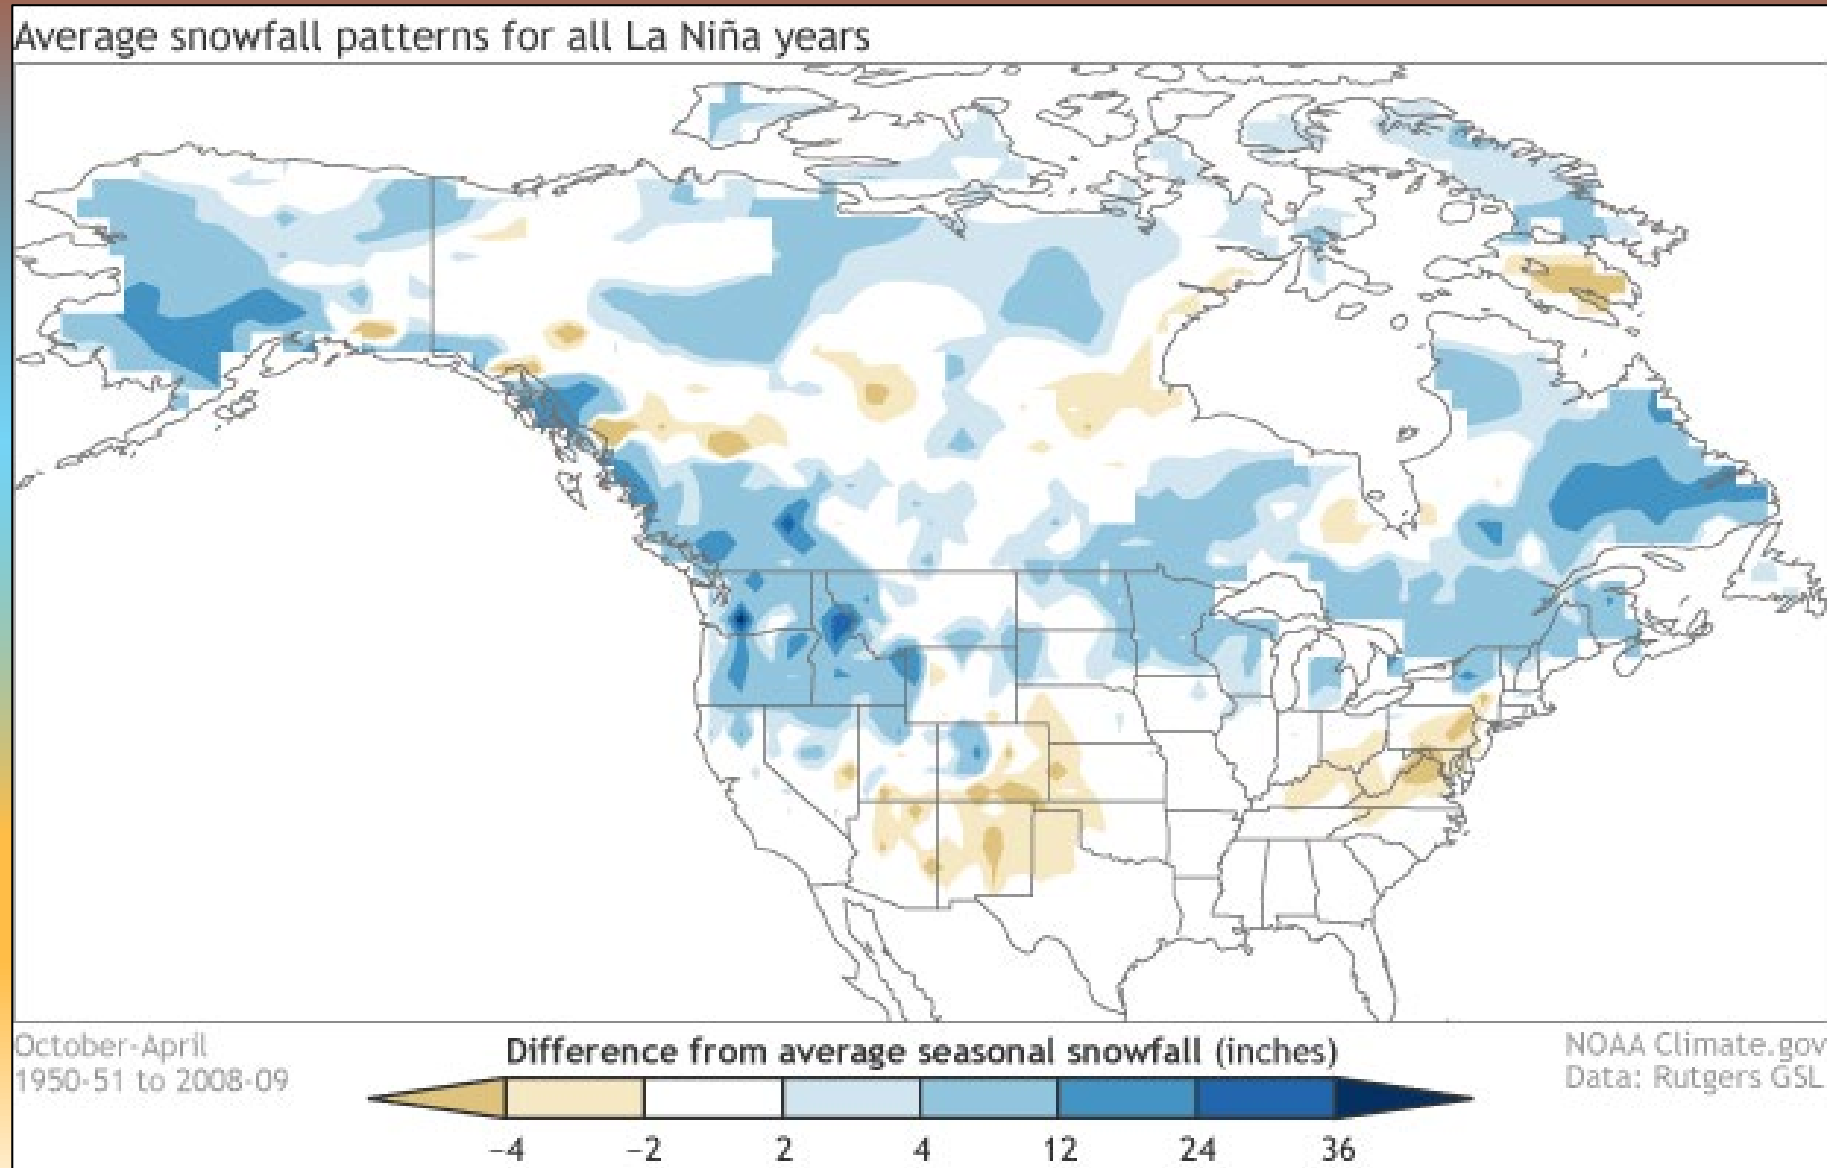 Average snowfall patterns for all La Niña years
October-April
1950-51 to 2008-09
Difference from average seasonal snowfall (inches)
-4 -2 2 4 12 24 36
NOAA Climate.gov
Data: Rutgers GSL